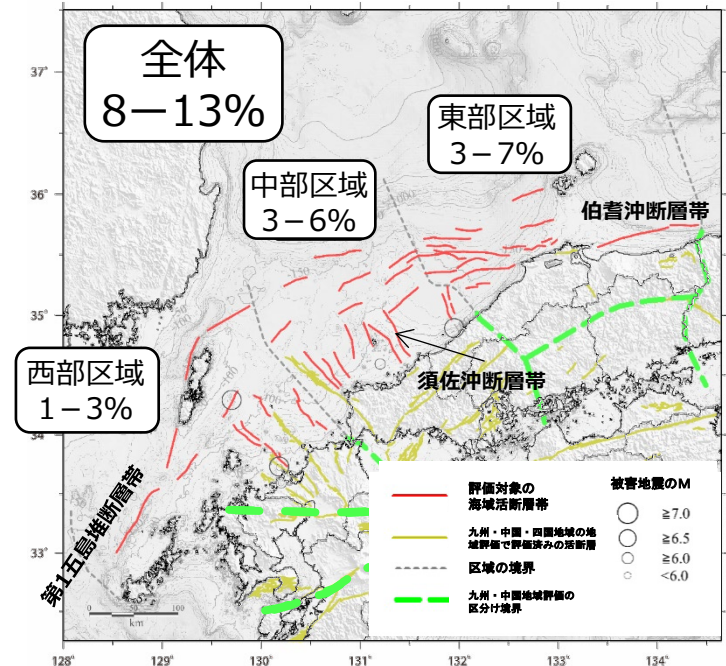 全体
8－13%
東部区域
3－7%
中部区域
3－6%
伯耆沖断層帯
西部区域
1－3%
須佐沖断層帯
第1五島堆断層帯
評価対象の
海域活断層帯
九州・中国・四国地域の地
域評価で評価済みの活断層
区域の境界
九州・中国地域評価の
区分け境界
被害地震のM
≧7.0
≧6.5
≧6.0
<6.0
37°
36°
35°
34°
33°
0 50 100
km
128° 129° 130° 131° 132° 133° 134°